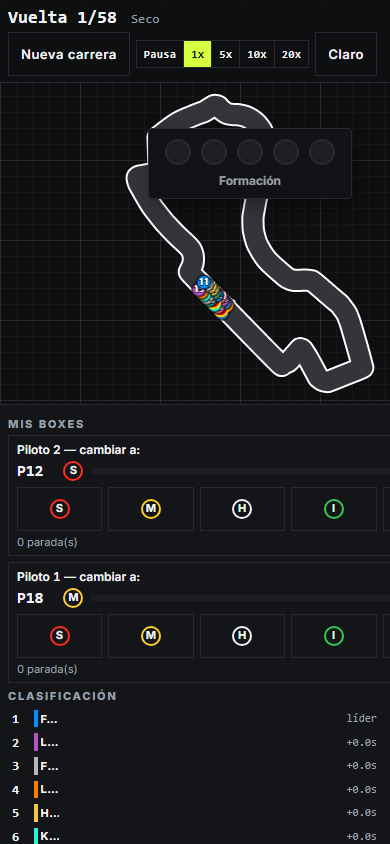 Vuelta 1/58 Seco
Nueva carrera Pausa 1x 5x 10x 20x Claro
Formación
11
MIS BOXES
Piloto 2 — cambiar a:
P12 S
S M H I
0 parada(s)
Piloto 1 — cambiar a:
P18 M
S M H I
0 parada(s)
CLASIFICACIÓN
1 F... líder
2 L... +0.0s
3 F... +0.0s
4 L... +0.0s
5 H... +0.0s
6 K... +0.0s